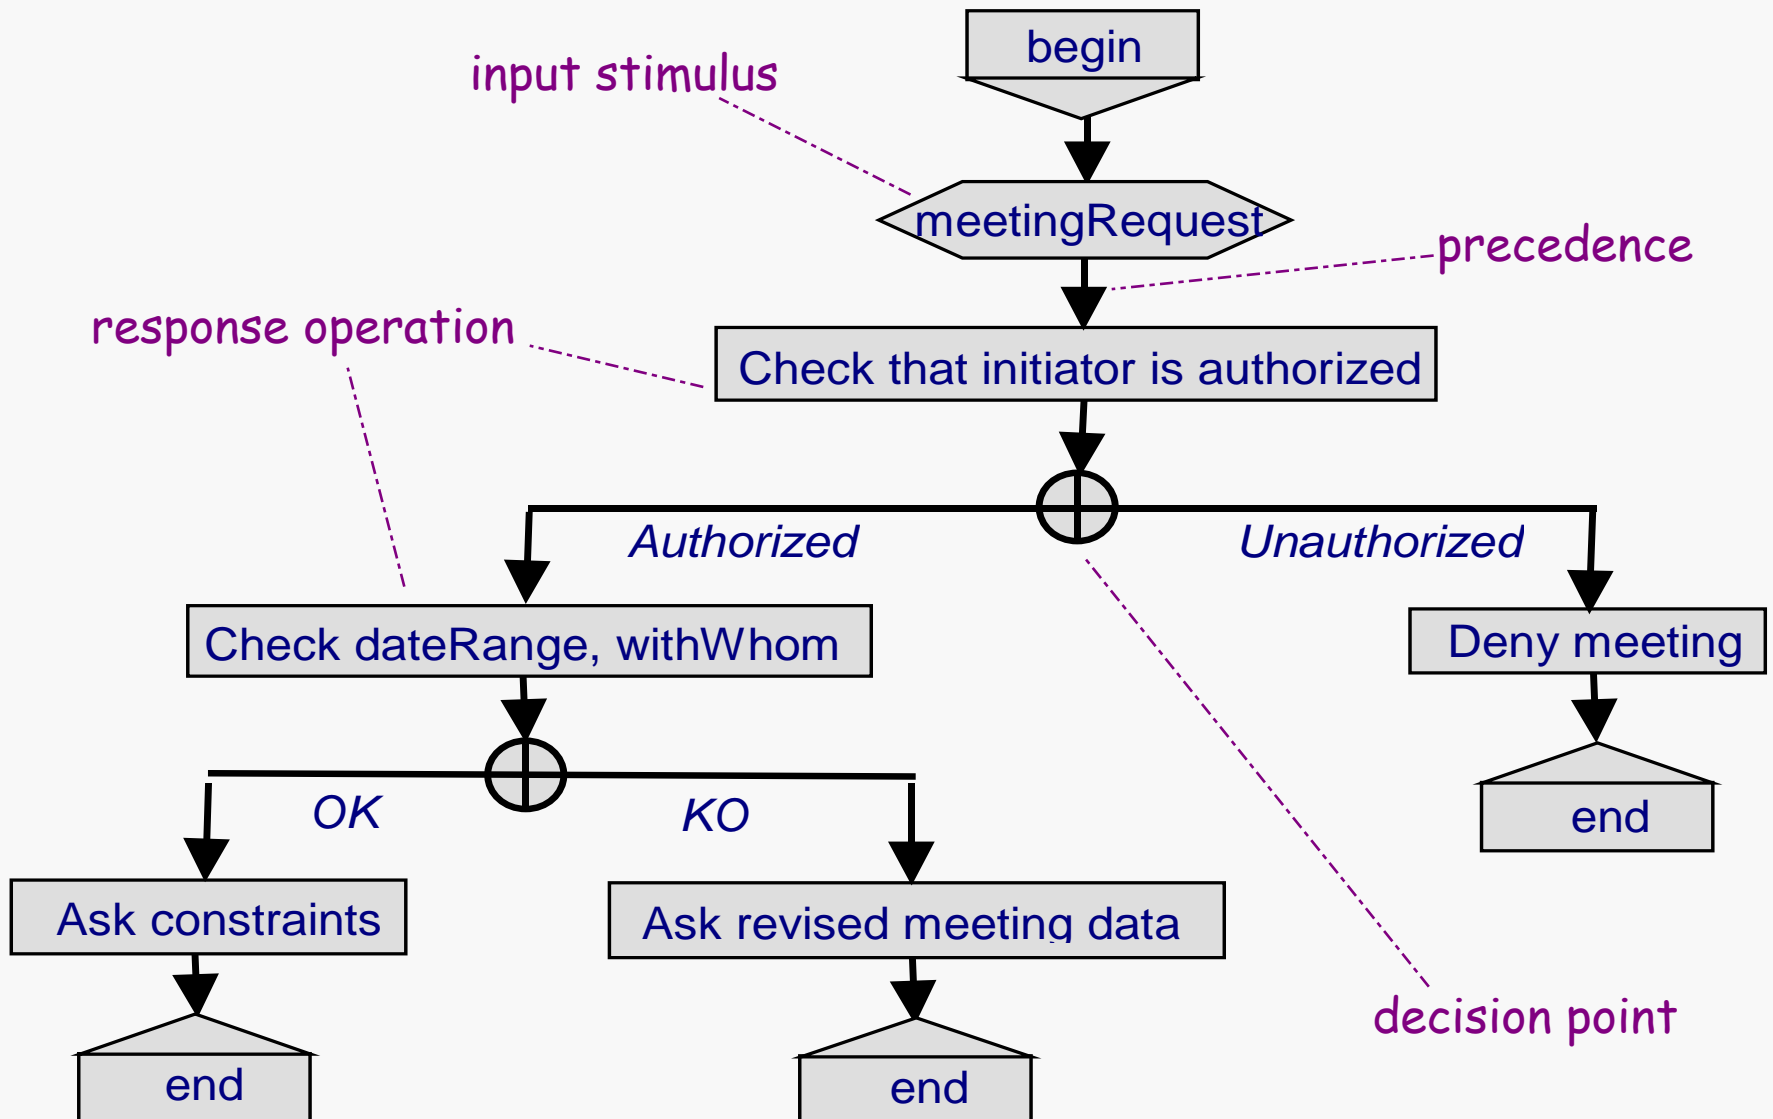 begin
input stimulus
meetingRequest
precedence
response operation
Check that initiator is authorized
Authorized
Unauthorized
Check dateRange, withWhom
Deny meeting
OK
KO
end
Ask constraints
Ask revised meeting data
decision point
end
end